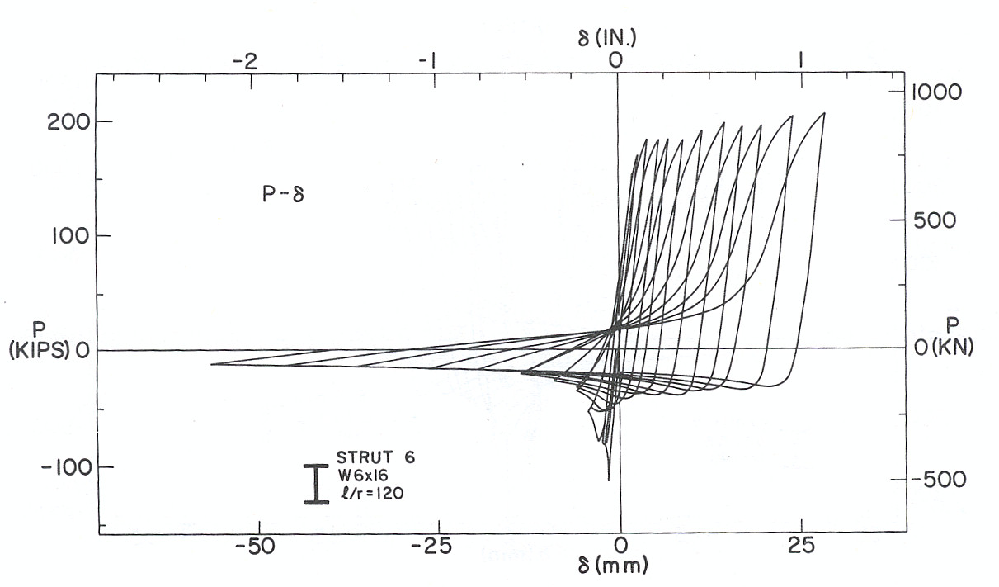 δ (IN.)
-2 -1 0 1
200
100
P
(KIPS) 0
-100
1000
500
P
0 (KN)
-500
P-δ
STRUT 6
W6x16
ℓ/r=120
-50 -25 0 25
δ (mm)